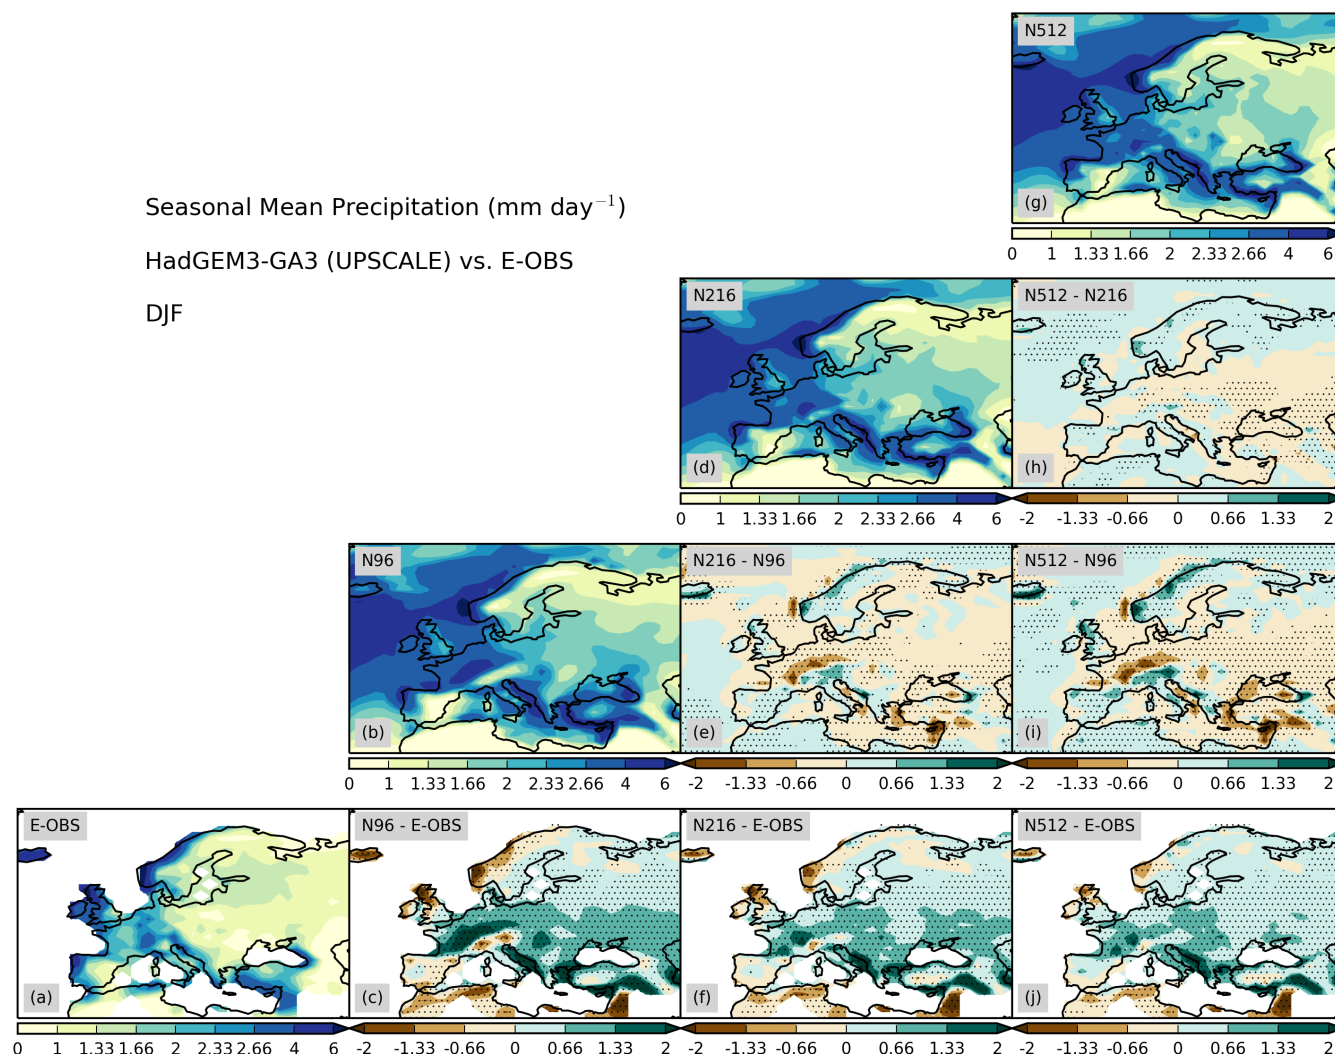 N512
(g)
0 1 1.33 1.66 2 2.33 2.66 4 6
Seasonal Mean Precipitation (mm day⁻¹)
HadGEM3-GA3 (UPSCALE) vs. E-OBS
DJF
N216
N512 - N216
(d)
(h)
0 1 1.33 1.66 2 2.33 2.66 4 6
-2 -1.33 -0.66 0 0.66 1.33 2
N96
N216 - N96
N512 - N96
(b)
(e)
(i)
0 1 1.33 1.66 2 2.33 2.66 4 6
-2 -1.33 -0.66 0 0.66 1.33 2
-2 -1.33 -0.66 0 0.66 1.33 2
E-OBS
N96 - E-OBS
N216 - E-OBS
N512 - E-OBS
(a)
(c)
(f)
(j)
0 1 1.33 1.66 2 2.33 2.66 4 6
-2 -1.33 -0.66 0 0.66 1.33 2
-2 -1.33 -0.66 0 0.66 1.33 2
-2 -1.33 -0.66 0 0.66 1.33 2